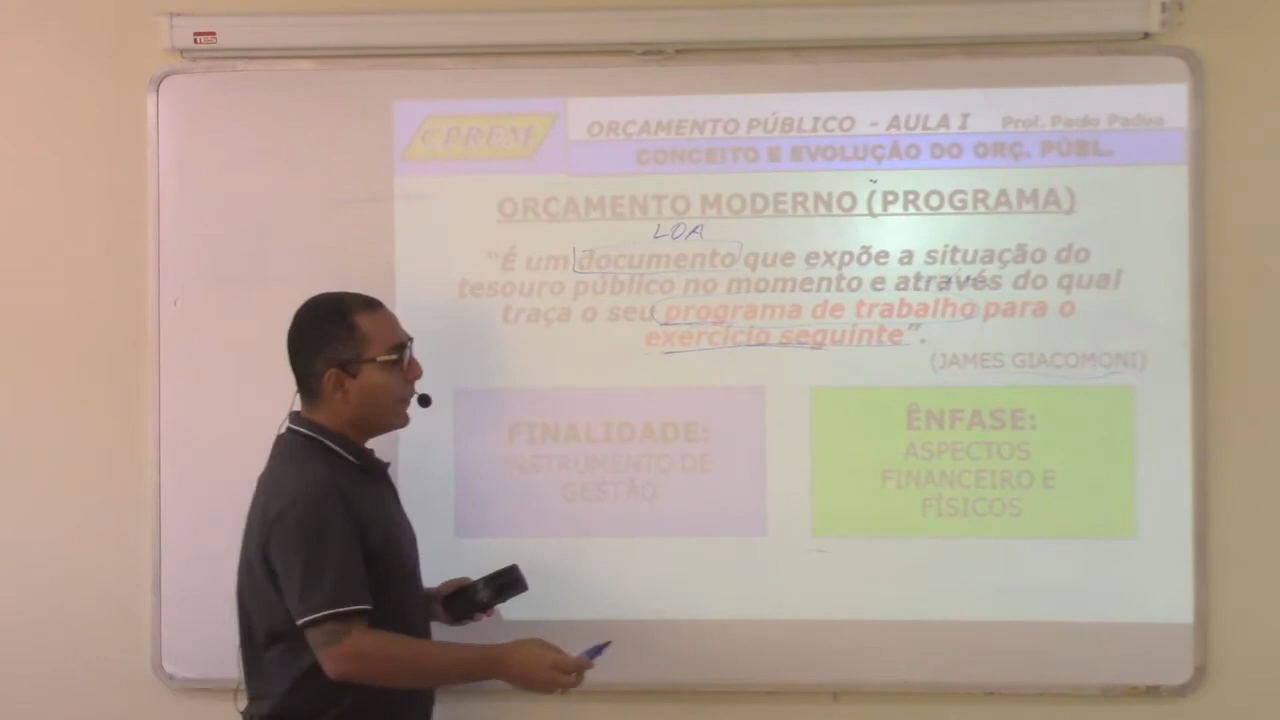 TES
CPREM
ORÇAMENTO PÚBLICO - AULA I Prof. Paulo Padua
CONCEITO E EVOLUÇÃO DO ORÇ. PÚBL.
ORÇAMENTO MODERNO (PROGRAMA)
LOA
"É um documento que expõe a situação do
tesouro público no momento e através do qual
traça o seu programa de trabalho para o
exercício seguinte".
(JAMES GIACOMONI)
FINALIDADE:
INSTRUMENTO DE
GESTÃO
ÊNFASE:
ASPECTOS
FINANCEIRO E
FÍSICOS